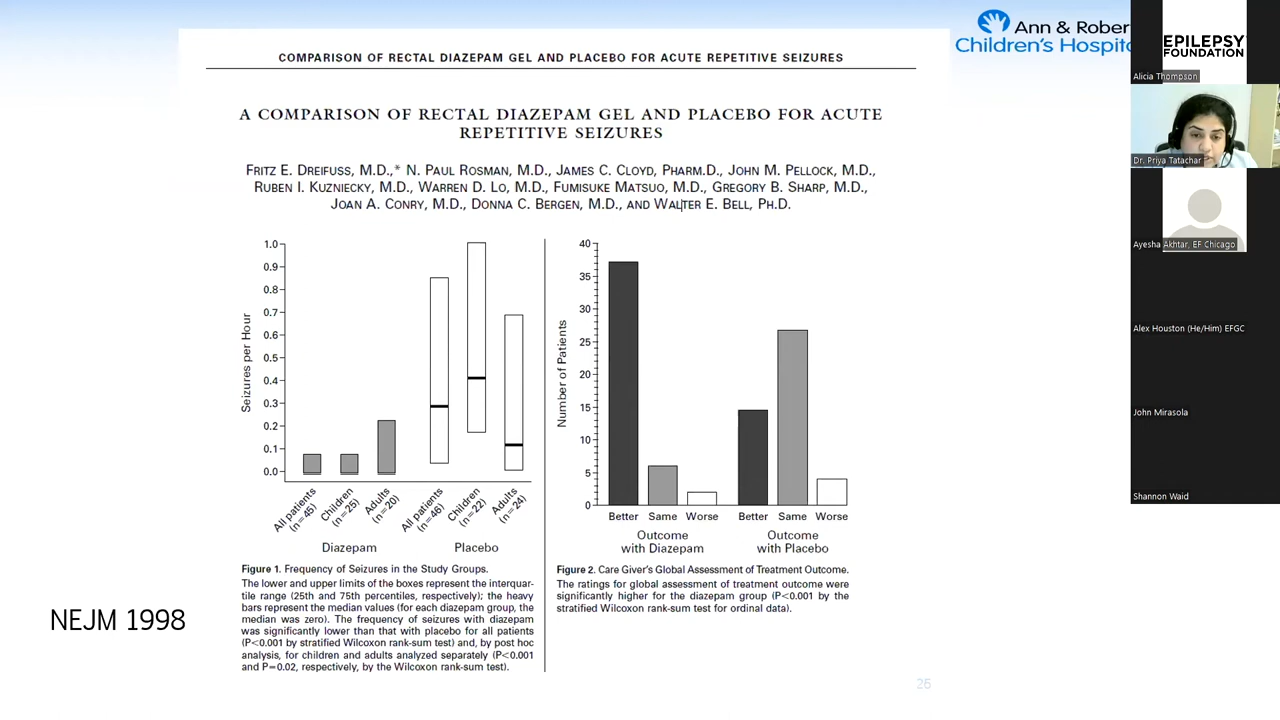 Ann & Rober
Children's Hospita
COMPARISON OF RECTAL DIAZEPAM GEL AND PLACEBO FOR ACUTE REPETITIVE SEIZURES
A COMPARISON OF RECTAL DIAZEPAM GEL AND PLACEBO FOR ACUTE
REPETITIVE SEIZURES
FRITZ E. DREIFUSS, M.D.,* N. PAUL ROSMAN, M.D., JAMES C. CLOYD, PHARM.D., JOHN M. PELLOCK, M.D.,
RUBEN I. KUZNIECKY, M.D., WARREN D. LO, M.D., FUMISUKE MATSUO, M.D., GREGORY B. SHARP, M.D.,
JOAN A. CONRY, M.D., DONNA C. BERGEN, M.D., AND WALTER E. BELL, PH.D.
Seizures per Hour
1.0
0.9
0.8
0.7
0.6
0.5
0.4
0.3
0.2
0.1
0.0
All patients
(n=45)
Children
(n=25)
Adults
(n=20)
All patients
(n=46)
Children
(n=22)
Adults
(n=24)
Diazepam
Placebo
Figure 1. Frequency of Seizures in the Study Groups.
The lower and upper limits of the boxes represent the interquar-
tile range (25th and 75th percentiles, respectively); the heavy
bars represent the median values (for each diazepam group, the
median was zero). The frequency of seizures with diazepam
was significantly lower than that with placebo for all patients
(P<0.001 by stratified Wilcoxon rank-sum test) and, by post hoc
analysis, for children and adults analyzed separately (P<0.001
and P=0.02, respectively, by the Wilcoxon rank-sum test).
Number of Patients
40
35
30
25
20
15
10
5
0
Better Same Worse Better Same Worse
Outcome
with Diazepam
Outcome
with Placebo
Figure 2. Care Giver's Global Assessment of Treatment Outcome.
The ratings for global assessment of treatment outcome were
significantly higher for the diazepam group (P<0.001 by the
stratified Wilcoxon rank-sum test for ordinal data).
NEJM 1998
25
EPILEPSY
FOUNDATION
Alicia Thompson
Dr. Priya Tatachar
Ayesha Akhtar, EF Chicago
Alex Houston (He/Him) EFGC
John Mirasola
Shannon Waid